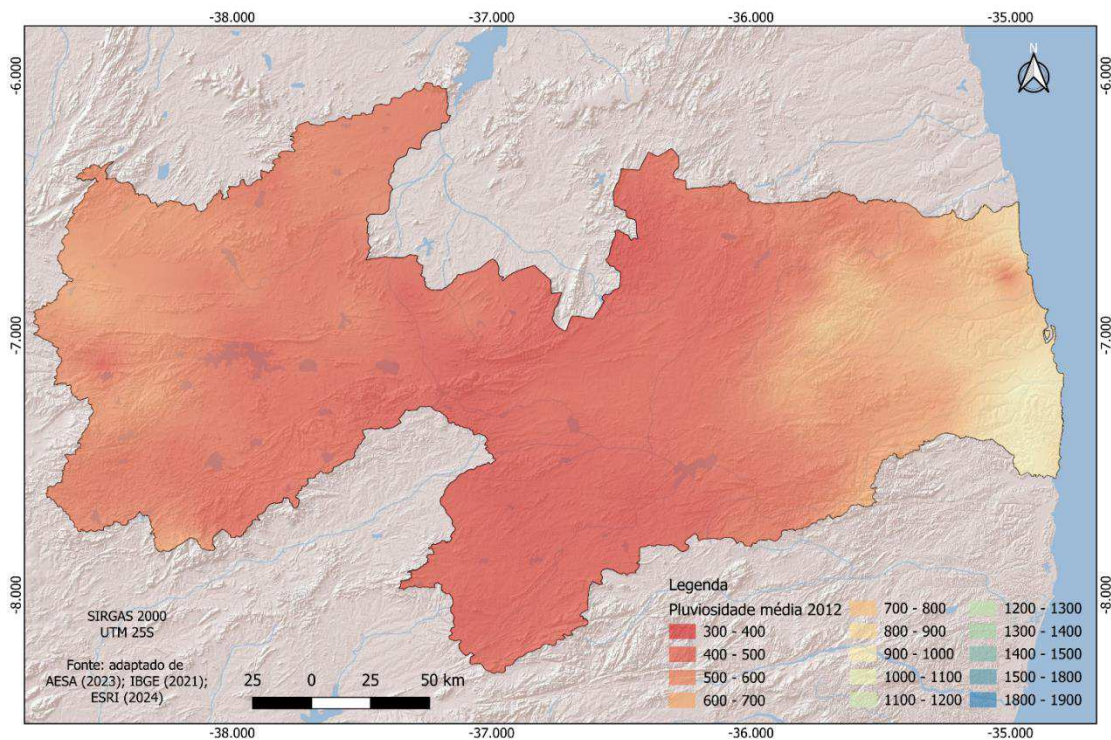 -38.000 -37.000 -36.000 -35.000
-6.000 -6.000
N
-7.000 -7.000
-8.000 -8.000
SIRGAS 2000
UTM 25S
Fonte: adaptado de
AESA (2023); IBGE (2021);
ESRI (2024)
25 0 25 50 km
Legenda
Pluviosidade média 2012
300 - 400
400 - 500
500 - 600
600 - 700
700 - 800
800 - 900
900 - 1000
1000 - 1100
1100 - 1200
1200 - 1300
1300 - 1400
1400 - 1500
1500 - 1800
1800 - 1900
-38.000 -37.000 -36.000 -35.000